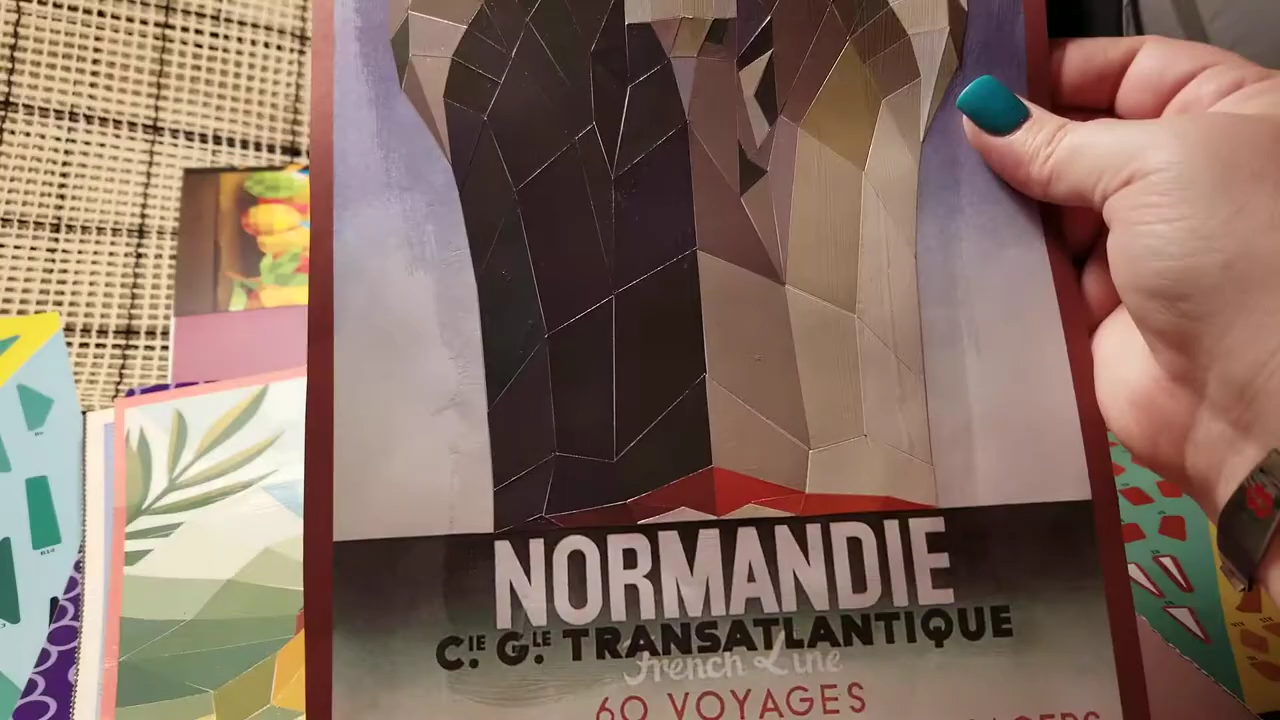 NORMANDIE
CIE. GLE. TRANSATLANTIQUE
French Line
60 VOYAGES